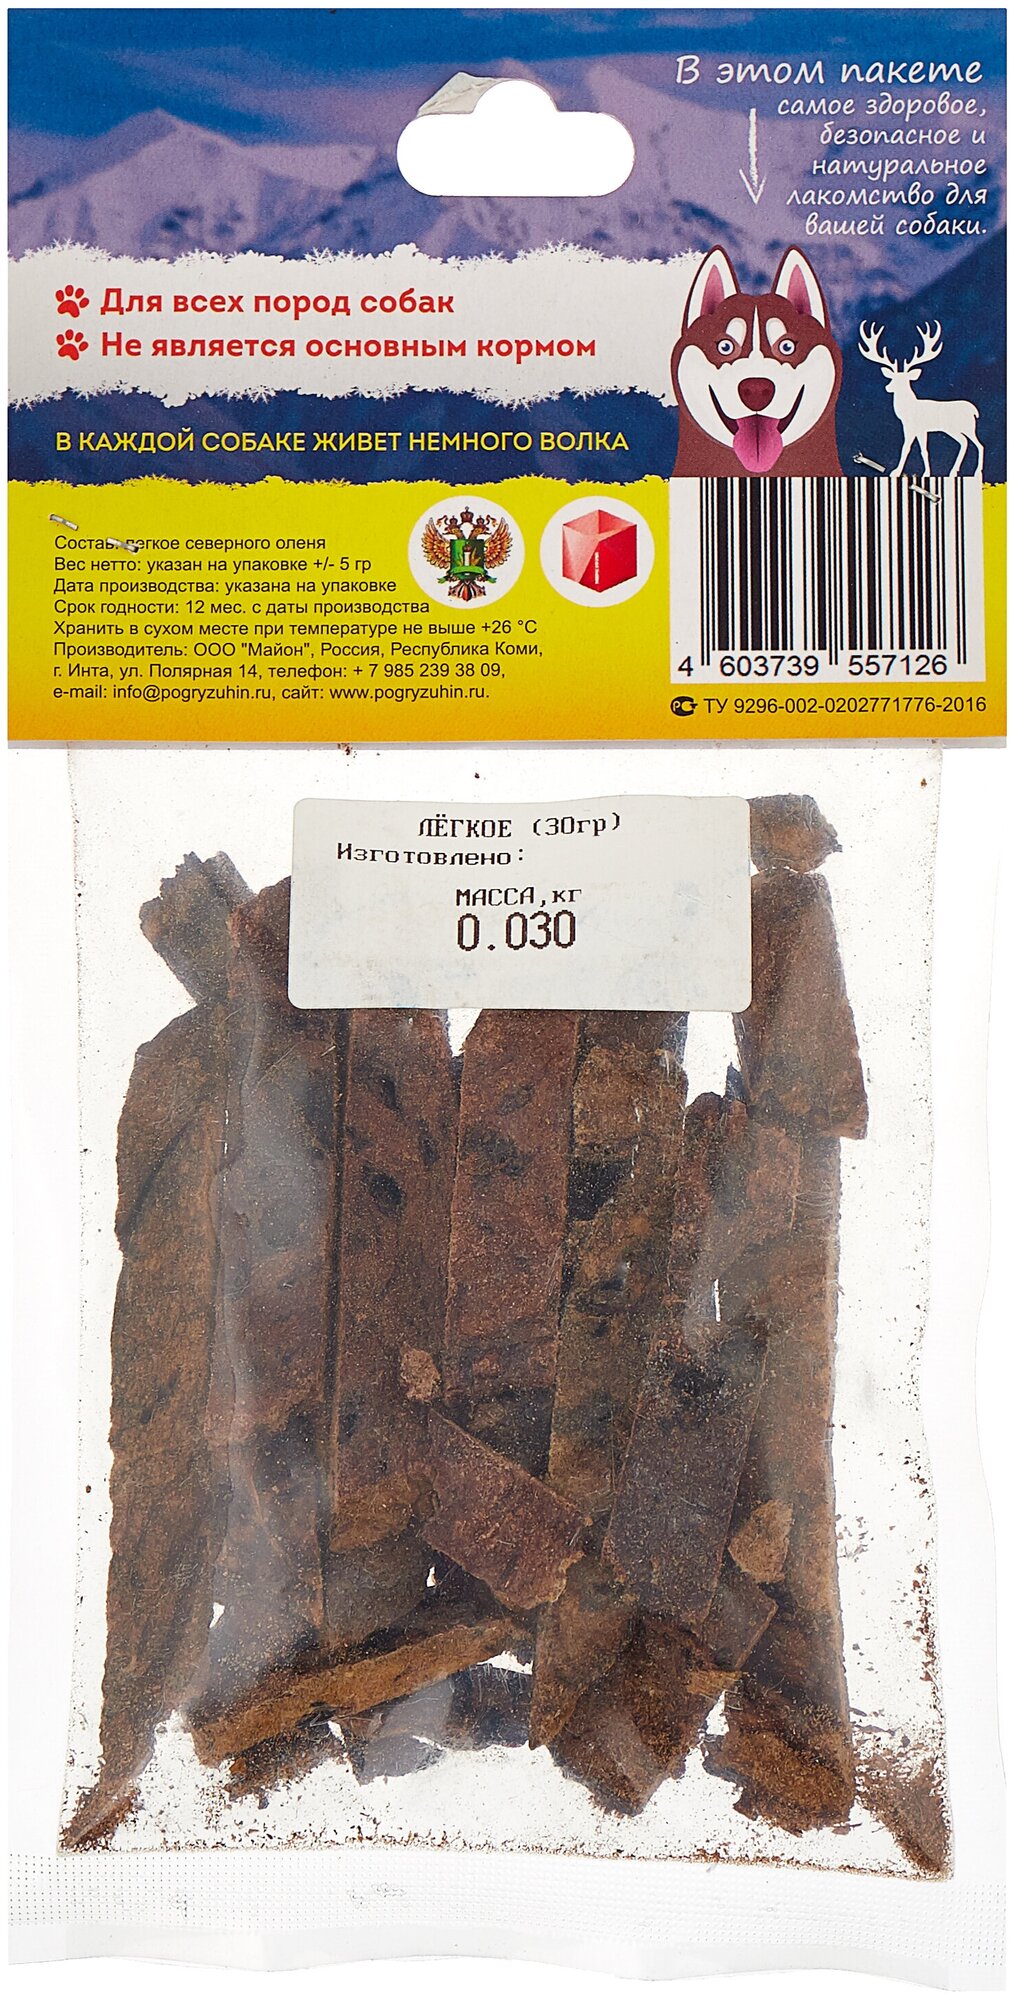 В этом пакете
самое здоровое,
безопасное и
натуральное
лакомство для
вашей собаки.
Для всех пород собак
Не является основным кормом
В КАЖДОЙ СОБАКЕ ЖИВЕТ НЕМНОГО ВОЛКА
Состав: легкое северного оленя
Вес нетто: указан на упаковке +/- 5 гр
Дата производства: указана на упаковке
Срок годности: 12 мес. с даты производства
Хранить в сухом месте при температуре не выше +26 °С
Производитель: ООО "Майон", Россия, Республика Коми,
г. Инта, ул. Полярная 14, телефон: + 7 985 239 38 09,
e-mail: info@pogryzuhin.ru, сайт: www.pogryzuhin.ru.
4 603739 557126
ТУ 9296-002-0202771776-2016
ЛЁГКОЕ (30гр)
Изготовлено:
МАССА,кг
0.030